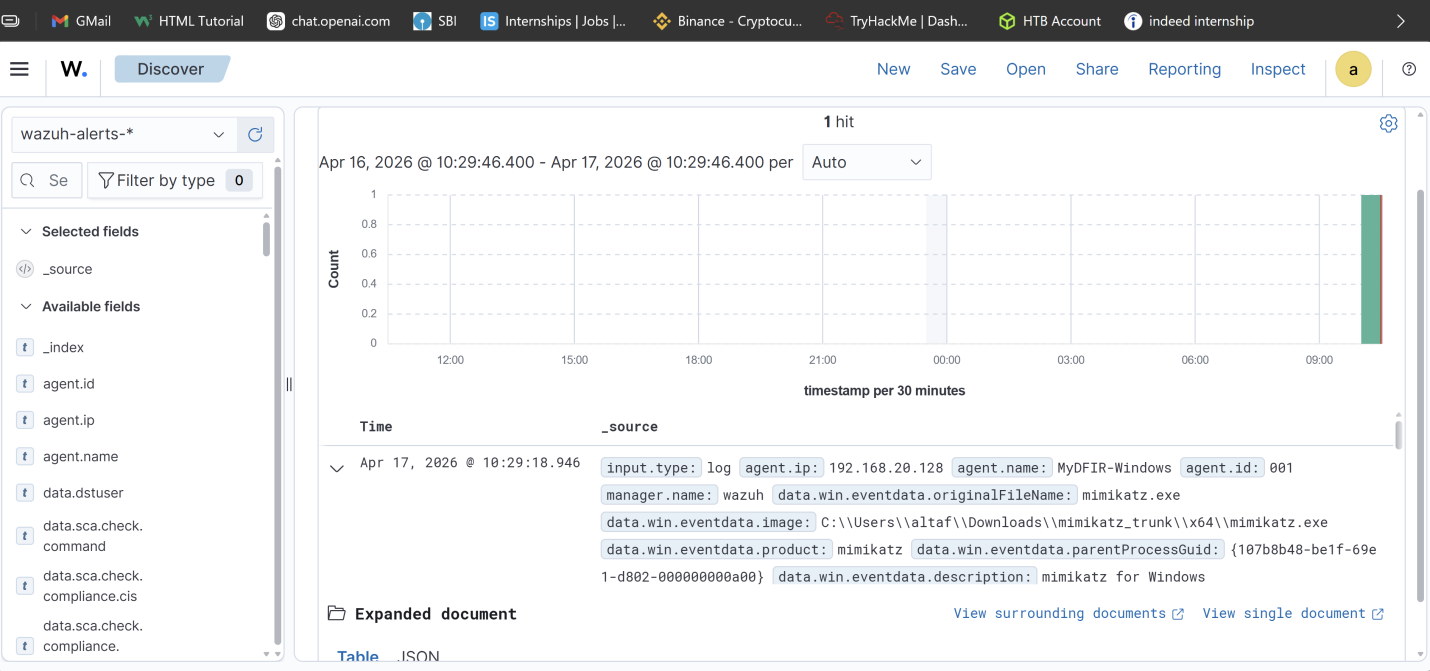 GMail HTML Tutorial chat.openai.com SBI Internships | Jobs |... Binance - Cryptocu... TryHackMe | Dash... HTB Account indeed internship
W. Discover New Save Open Share Reporting Inspect a
wazuh-alerts-*
Se Filter by type 0
Selected fields
_source
Available fields
_index
agent.id
agent.ip
agent.name
data.dstuser
data.sca.check.
command
data.sca.check.
compliance.cis
data.sca.check.
compliance.
1 hit
Apr 16, 2026 @ 10:29:46.400 - Apr 17, 2026 @ 10:29:46.400 per Auto
1
0.8
0.6
0.4
0.2
0
Count
12:00 15:00 18:00 21:00 00:00 03:00 06:00 09:00
timestamp per 30 minutes
Time _source
Apr 17, 2026 @ 10:29:18.946 input.type: log agent.ip: 192.168.20.128 agent.name: MyDFIR-Windows agent.id: 001
manager.name: wazuh data.win.eventdata.originalFileName: mimikatz.exe
data.win.eventdata.image: C:\\Users\\altaf\\Downloads\\mimikatz_trunk\\x64\\mimikatz.exe
data.win.eventdata.product: mimikatz data.win.eventdata.parentProcessGuid: {107b8b48-be1f-69e
1-d802-000000000a00} data.win.eventdata.description: mimikatz for Windows
Expanded document View surrounding documents View single document
Table JSON